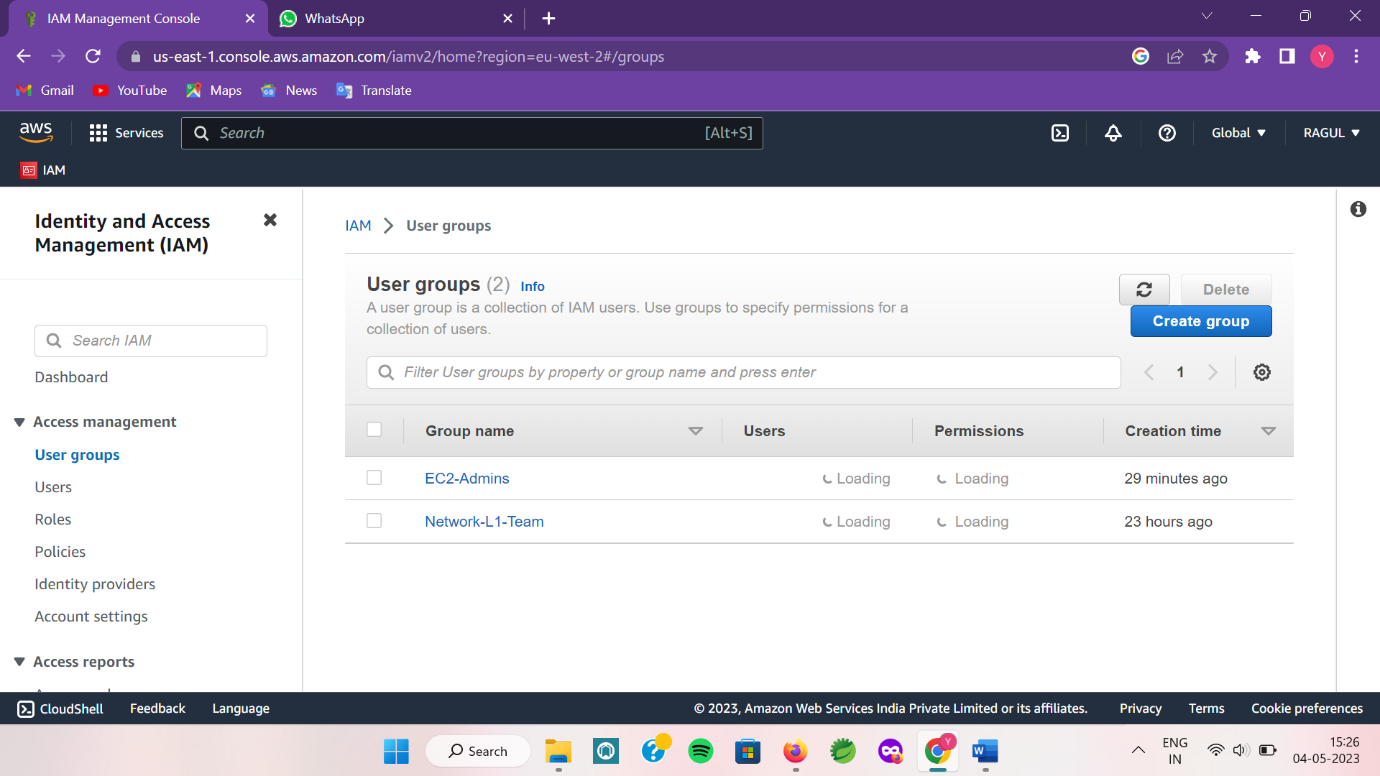 IAM Management Console
WhatsApp
us-east-1.console.aws.amazon.com/iamv2/home?region=eu-west-2#/groups
Y
Gmail
YouTube
Maps
News
Translate
aws
Services
Search
[Alt+S]
Global
RAGUL
IAM
Identity and Access
Management (IAM)
Search IAM
Dashboard
Access management
User groups
Users
Roles
Policies
Identity providers
Account settings
Access reports
IAM
User groups
User groups (2) Info
A user group is a collection of IAM users. Use groups to specify permissions for a
collection of users.
Delete
Create group
Filter User groups by property or group name and press enter
1
Group name Users Permissions Creation time
EC2-Admins Loading Loading 29 minutes ago
Network-L1-Team Loading Loading 23 hours ago
CloudShell
Feedback
Language
© 2023, Amazon Web Services India Private Limited or its affiliates.
Privacy
Terms
Cookie preferences
Search
Y
ENG
IN
15:26
04-05-2023